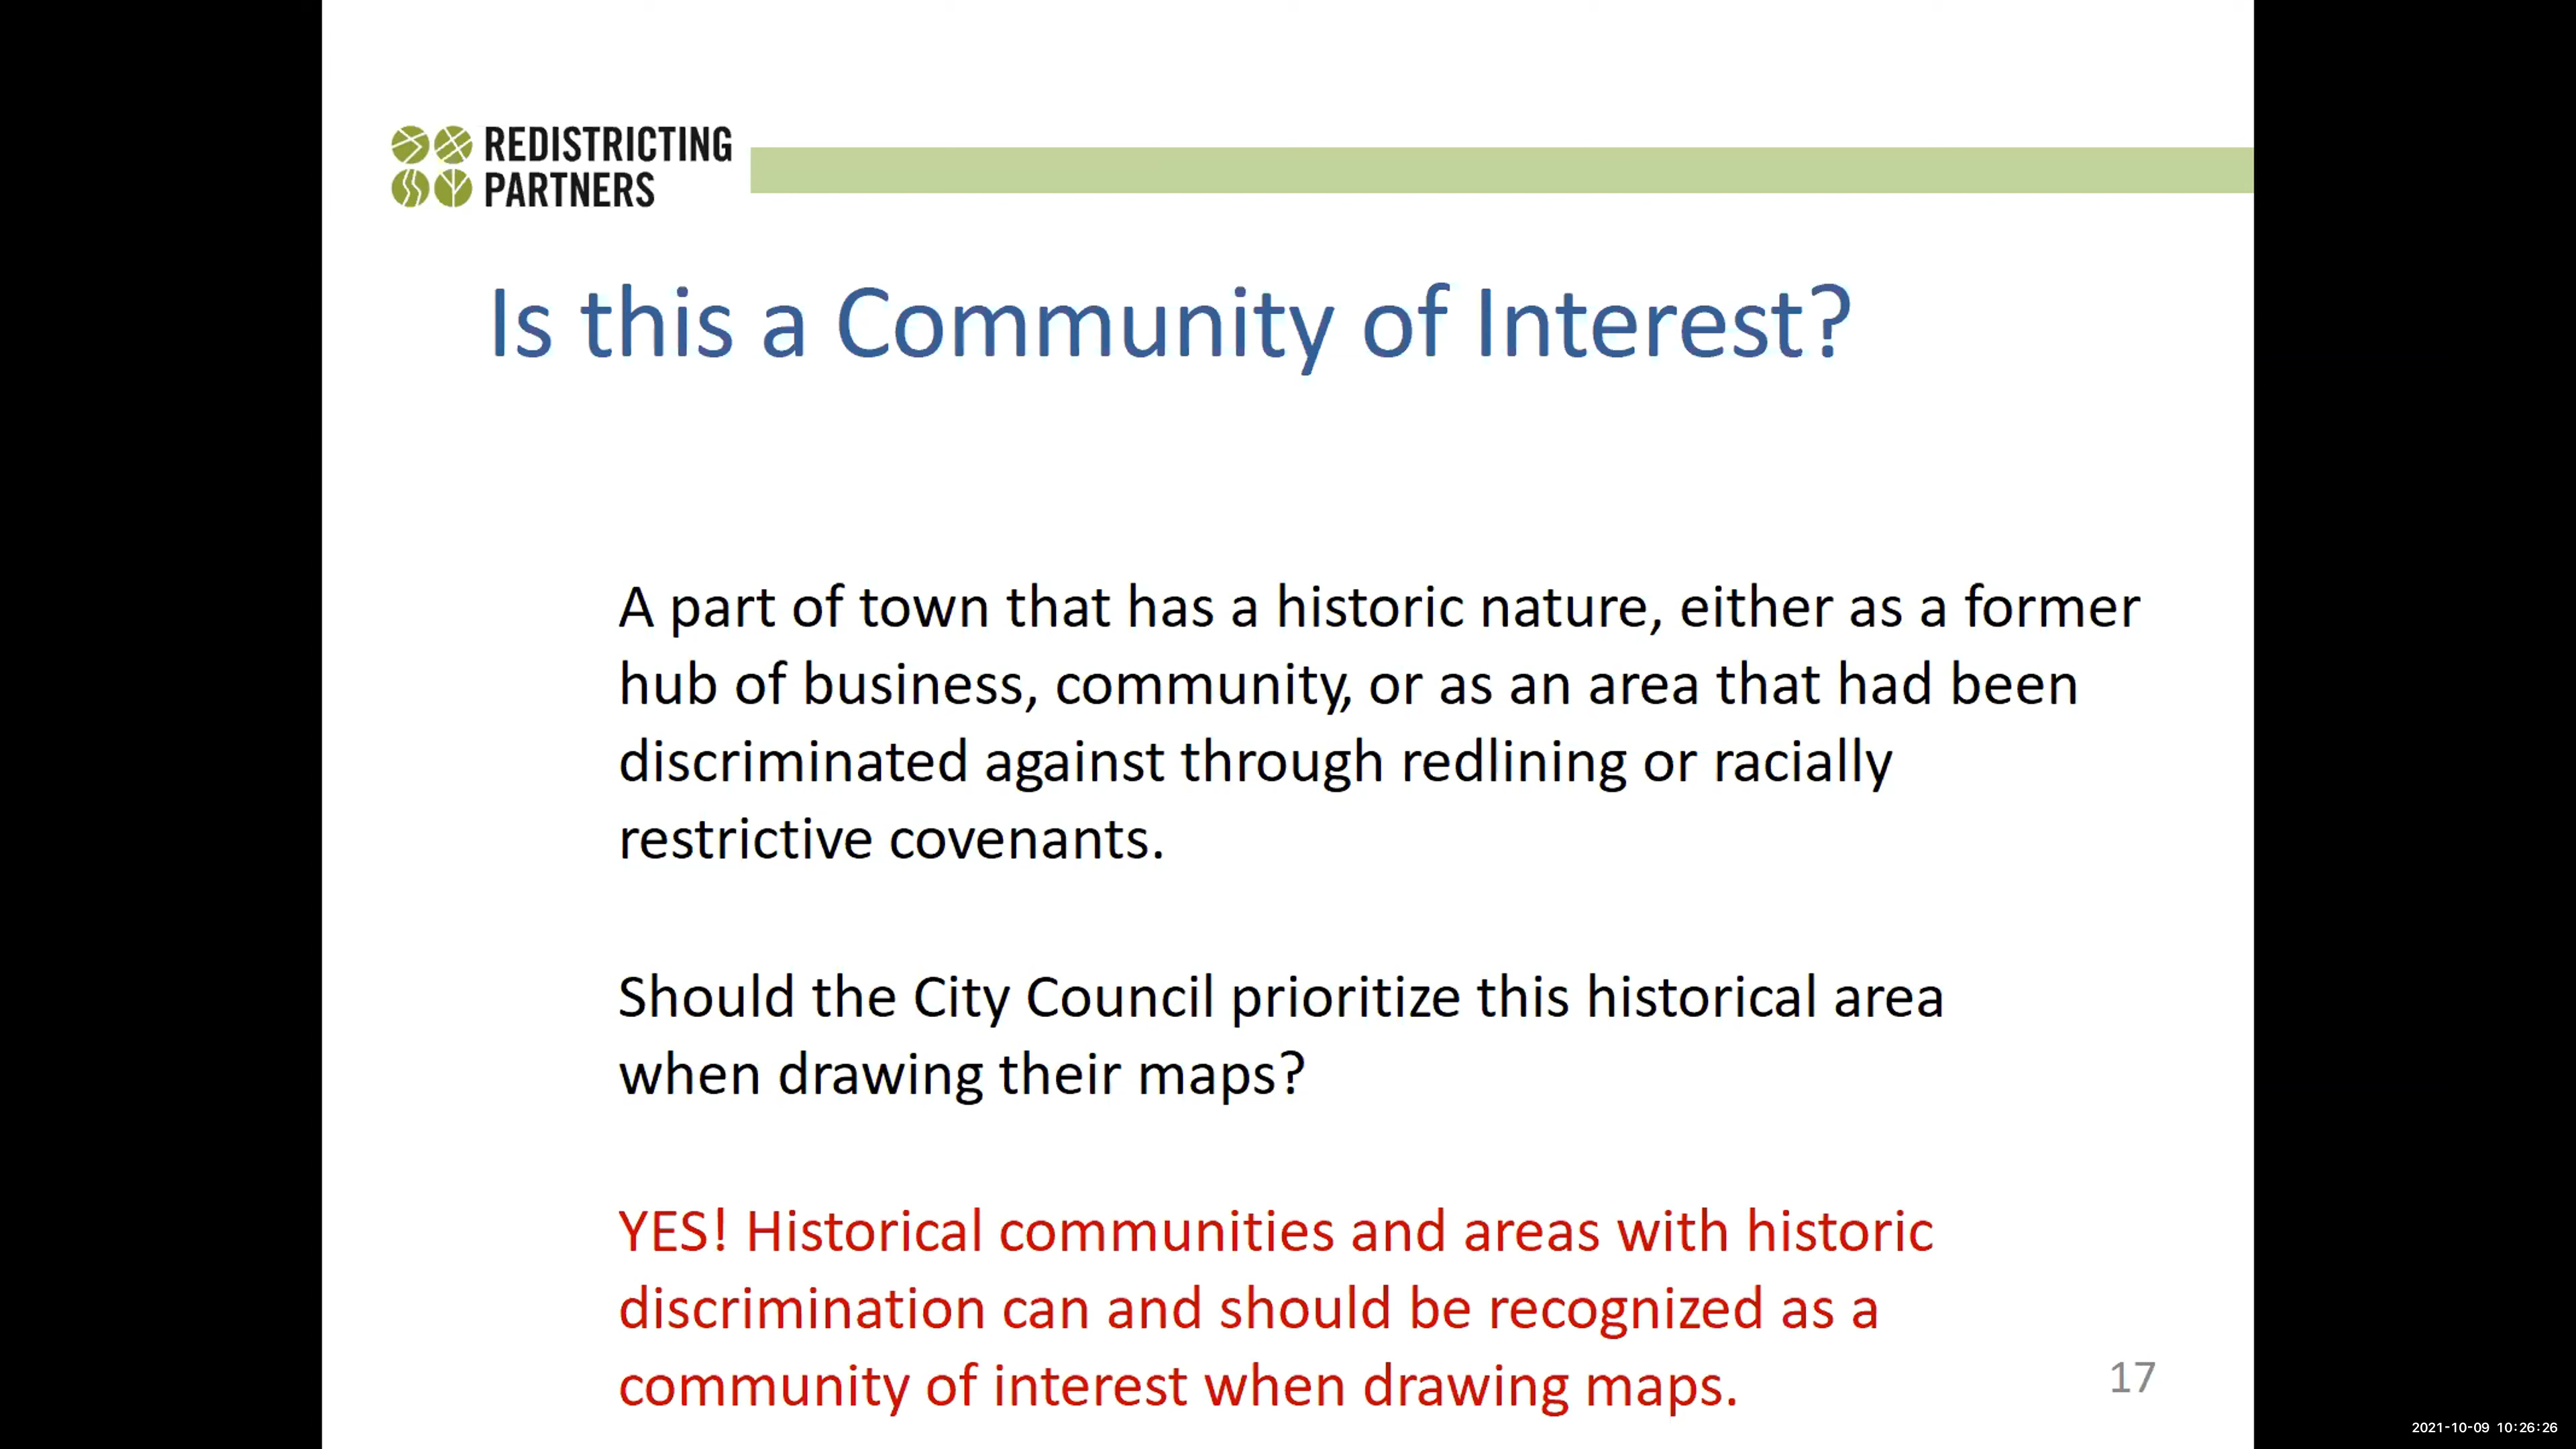 REDISTRICTING
PARTNERS
Is this a Community of Interest?
A part of town that has a historic nature, either as a former
hub of business, community, or as an area that had been
discriminated against through redlining or racially
restrictive covenants.
Should the City Council prioritize this historical area
when drawing their maps?
YES! Historical communities and areas with historic
discrimination can and should be recognized as a
community of interest when drawing maps.
17
2021-10-09 10:26:26